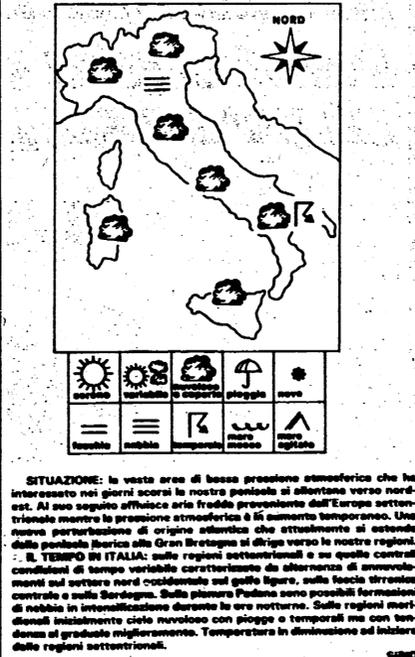 NORD
sereno variabile nuvoloso o coperto pioggia neve
foschia nebbia temporale mare mosso mare agitato
SITUAZIONE: la vasta area di bassa pressione atmosferica che ha
interessato nei giorni scorsi la nostra penisola si allontana verso nord-
est. Al suo seguito affluisce aria fredda proveniente dall'Europa setten-
trionale mentre la pressione atmosferica è in aumento temporaneo. Una
nuova perturbazione di origine atlantica che attualmente si estende
dalla penisola iberica alla Gran Bretagna si dirige verso le nostre regioni.
IL TEMPO IN ITALIA: sulle regioni settentrionali e su quelle centrali
condizioni di tempo variabile caratterizzate da alternanza di annuvola-
menti sul settore nord occidentale sul golfo ligure, sulla fascia tirrenica
centrale e sulla Sardegna. Sulla pianura Padana sono possibili formazioni
di nebbia in intensificazione durante le ore notturne. Sulle regioni meri-
dionali inizialmente cielo nuvoloso con piogge o temporali ma con ten-
denza al graduale miglioramento. Temperatura in diminuzione ad iniziare
dalle regioni settentrionali.